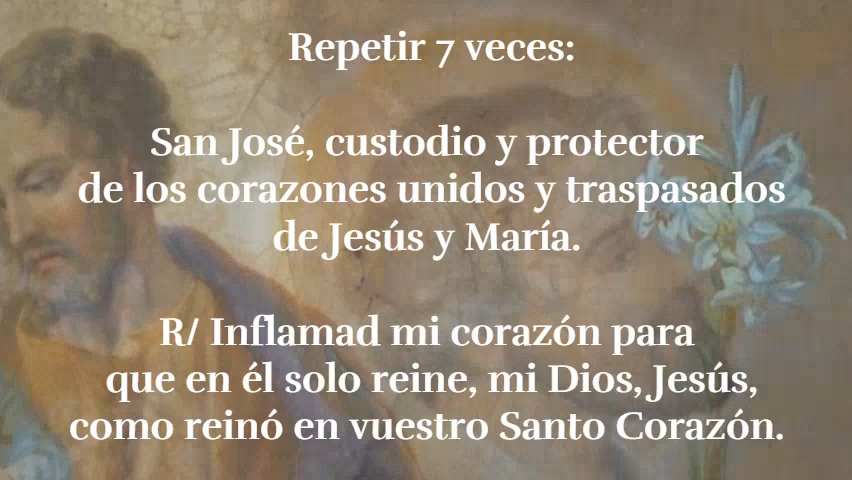 Repetir 7 veces:
San José, custodio y protector
de los corazones unidos y traspasados
de Jesús y María.
R/ Inflamad mi corazón para
que en él solo reine, mi Dios, Jesús,
como reinó en vuestro Santo Corazón.